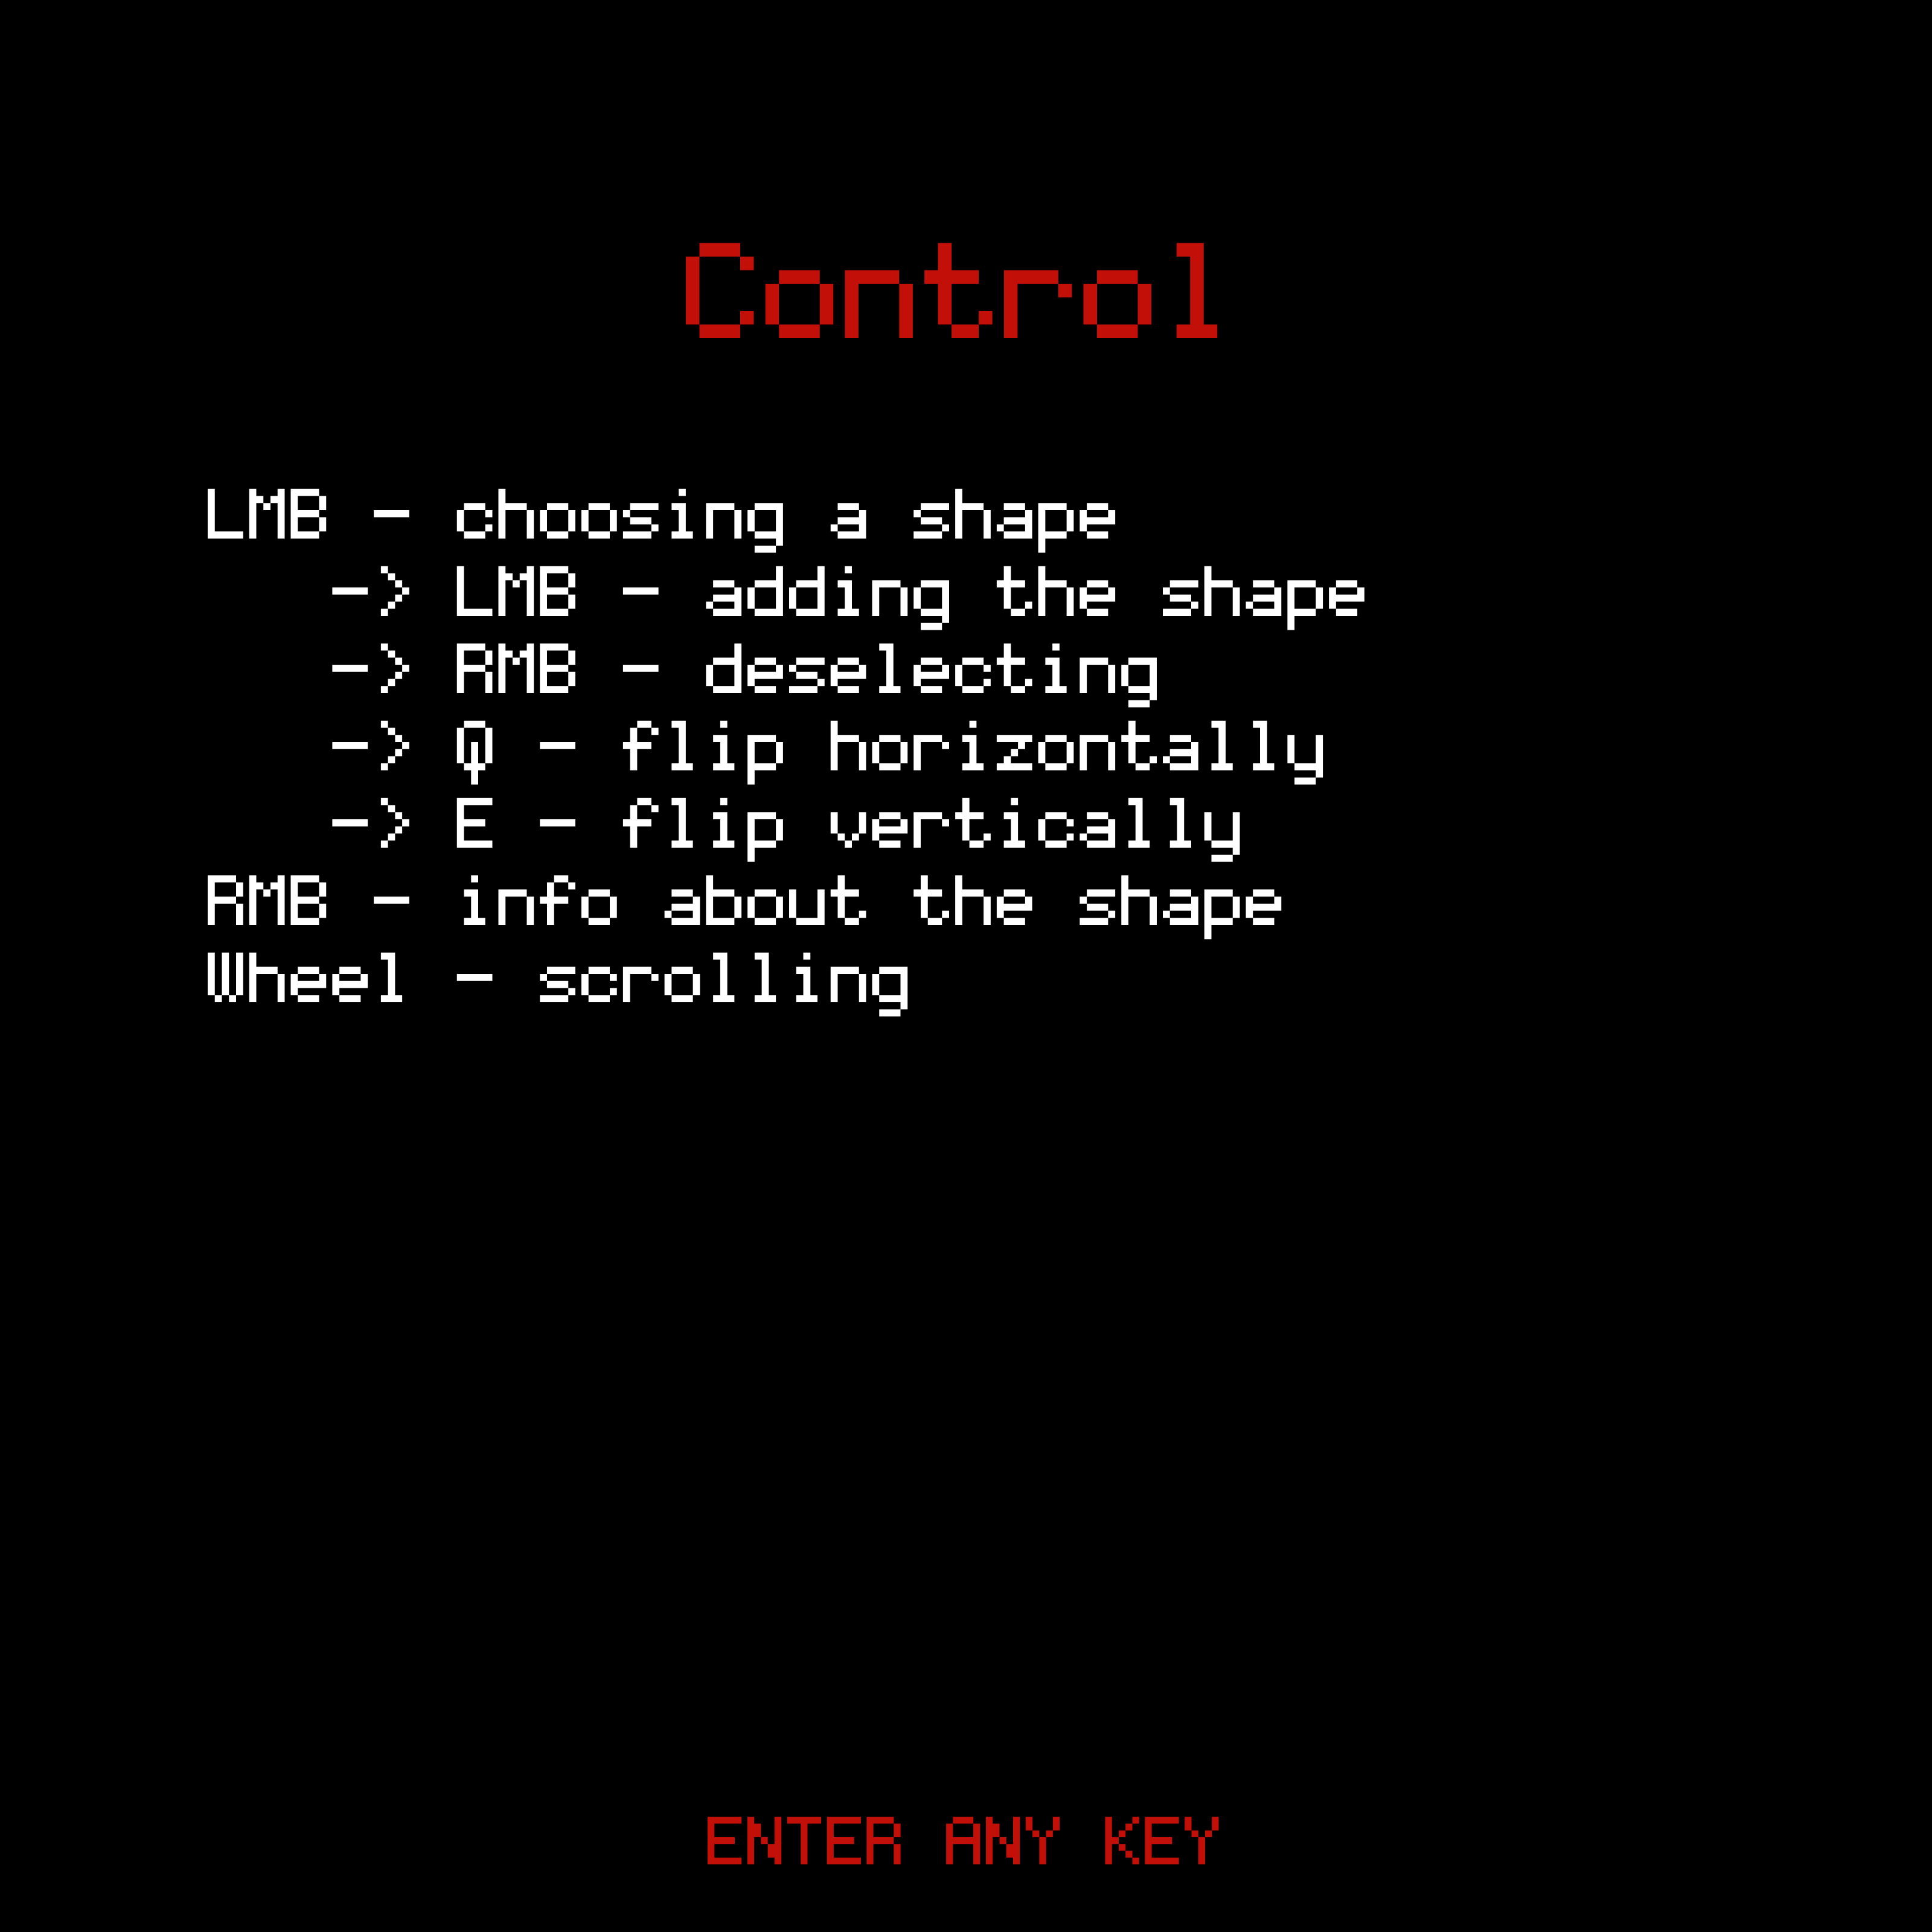 Control
LMB - choosing a shape
-> LMB - adding the shape
-> RMB - deselecting
-> Q - flip horizontally
-> E - flip vertically
RMB - info about the shape
Wheel - scrolling
ENTER ANY KEY